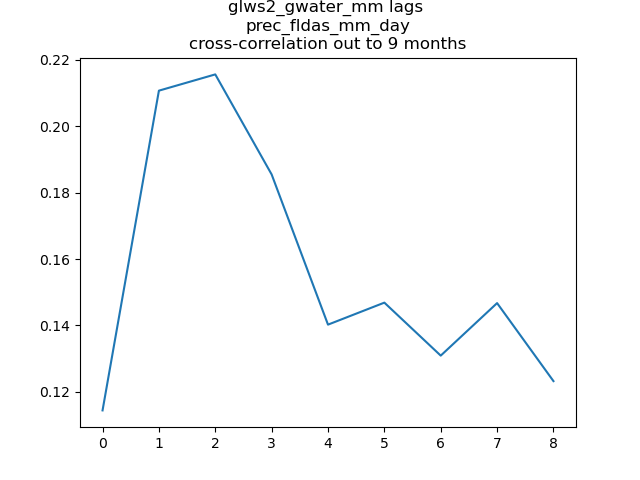 glws2_gwater_mm lags
prec_fldas_mm_day
cross-correlation out to 9 months
0.22
0.20
0.18
0.16
0.14
0.12
0 1 2 3 4 5 6 7 8